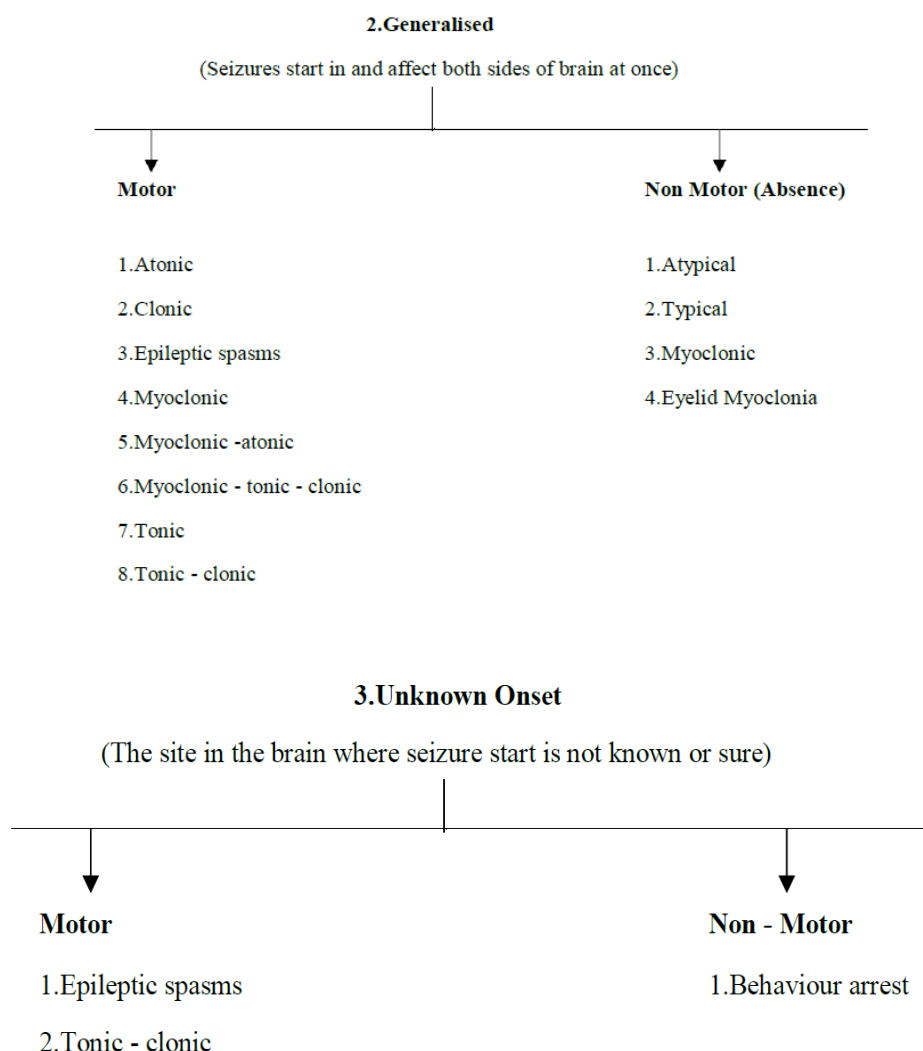 2.Generalised
(Seizures start in and affect both sides of brain at once)
Motor
1.Atonic
2.Clonic
3.Epileptic spasms
4.Myoclonic
5.Myoclonic -atonic
6.Myoclonic - tonic - clonic
7.Tonic
8.Tonic - clonic
Non Motor (Absence)
1.Atypical
2.Typical
3.Myoclonic
4.Eyelid Myoclonia
3.Unknown Onset
(The site in the brain where seizure start is not known or sure)
Motor
1.Epileptic spasms
2.Tonic - clonic
Non - Motor
1.Behaviour arrest